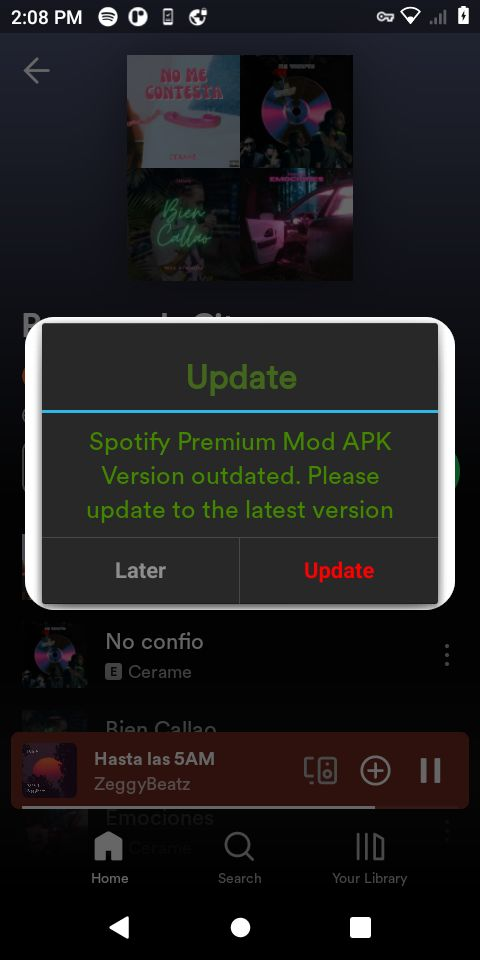 2:08 PM
NO ME
CONTESTA
CERAME
Bien
Callao
EMOCIONES
Update
Spotify Premium Mod APK
Version outdated. Please
update to the latest version
Later
Update
No confio
E Cerame
Bien Callao
Hasta las 5AM
ZeggyBeatz
Emociones
Cerame
Home
Search
Your Library